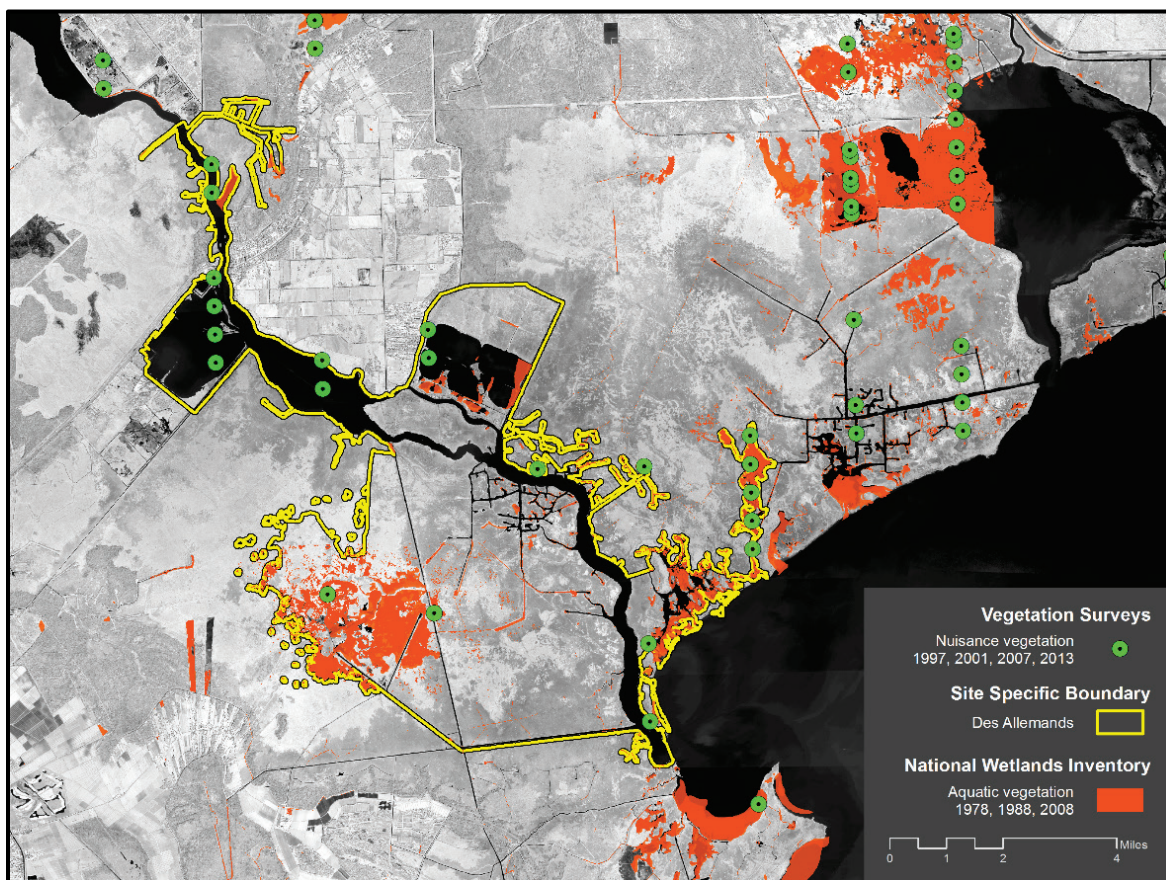 Vegetation Surveys
Nuisance vegetation
1997, 2001, 2007, 2013
Site Specific Boundary
Des Allemands
National Wetlands Inventory
Aquatic vegetation
1978, 1988, 2008
Miles
0 1 2 4